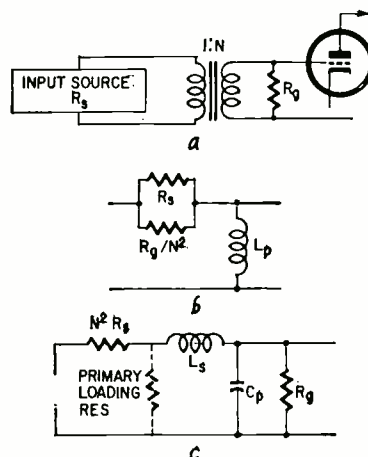 1:N
INPUT SOURCE
Rs
Rg
a
Rs
Rg/N²
Lp
b
N²Rs
Ls
PRIMARY
LOADING
RES
Cp
Rg
c